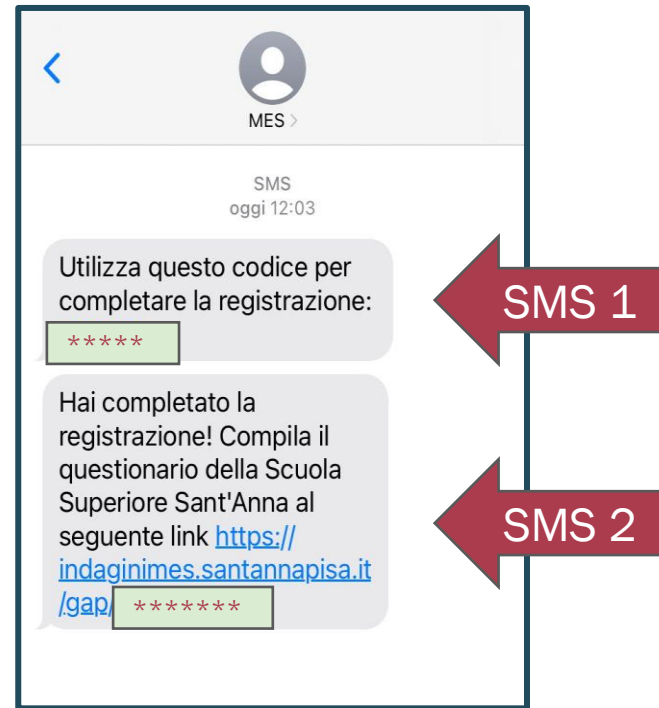 MES >
SMS
oggi 12:03
Utilizza questo codice per
completare la registrazione:
*****
SMS 1
Hai completato la
registrazione! Compila il
questionario della Scuola
Superiore Sant'Anna al
seguente link https://
indaginimes.santannapisa.it
/gap/ *******
SMS 2